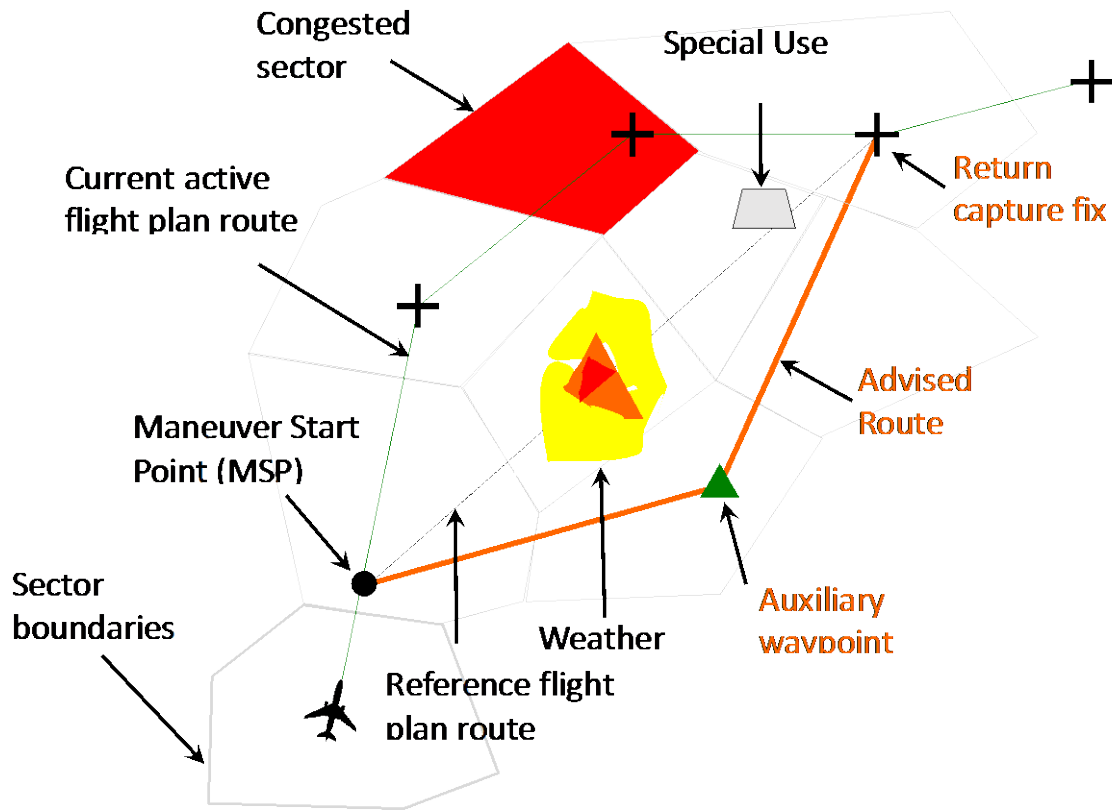 Congested
sector
Special Use
Current active
flight plan route
Return
capture fix
Advised
Route
Maneuver Start
Point (MSP)
Sector
boundaries
Weather
Auxiliary
waypoint
Reference flight
plan route